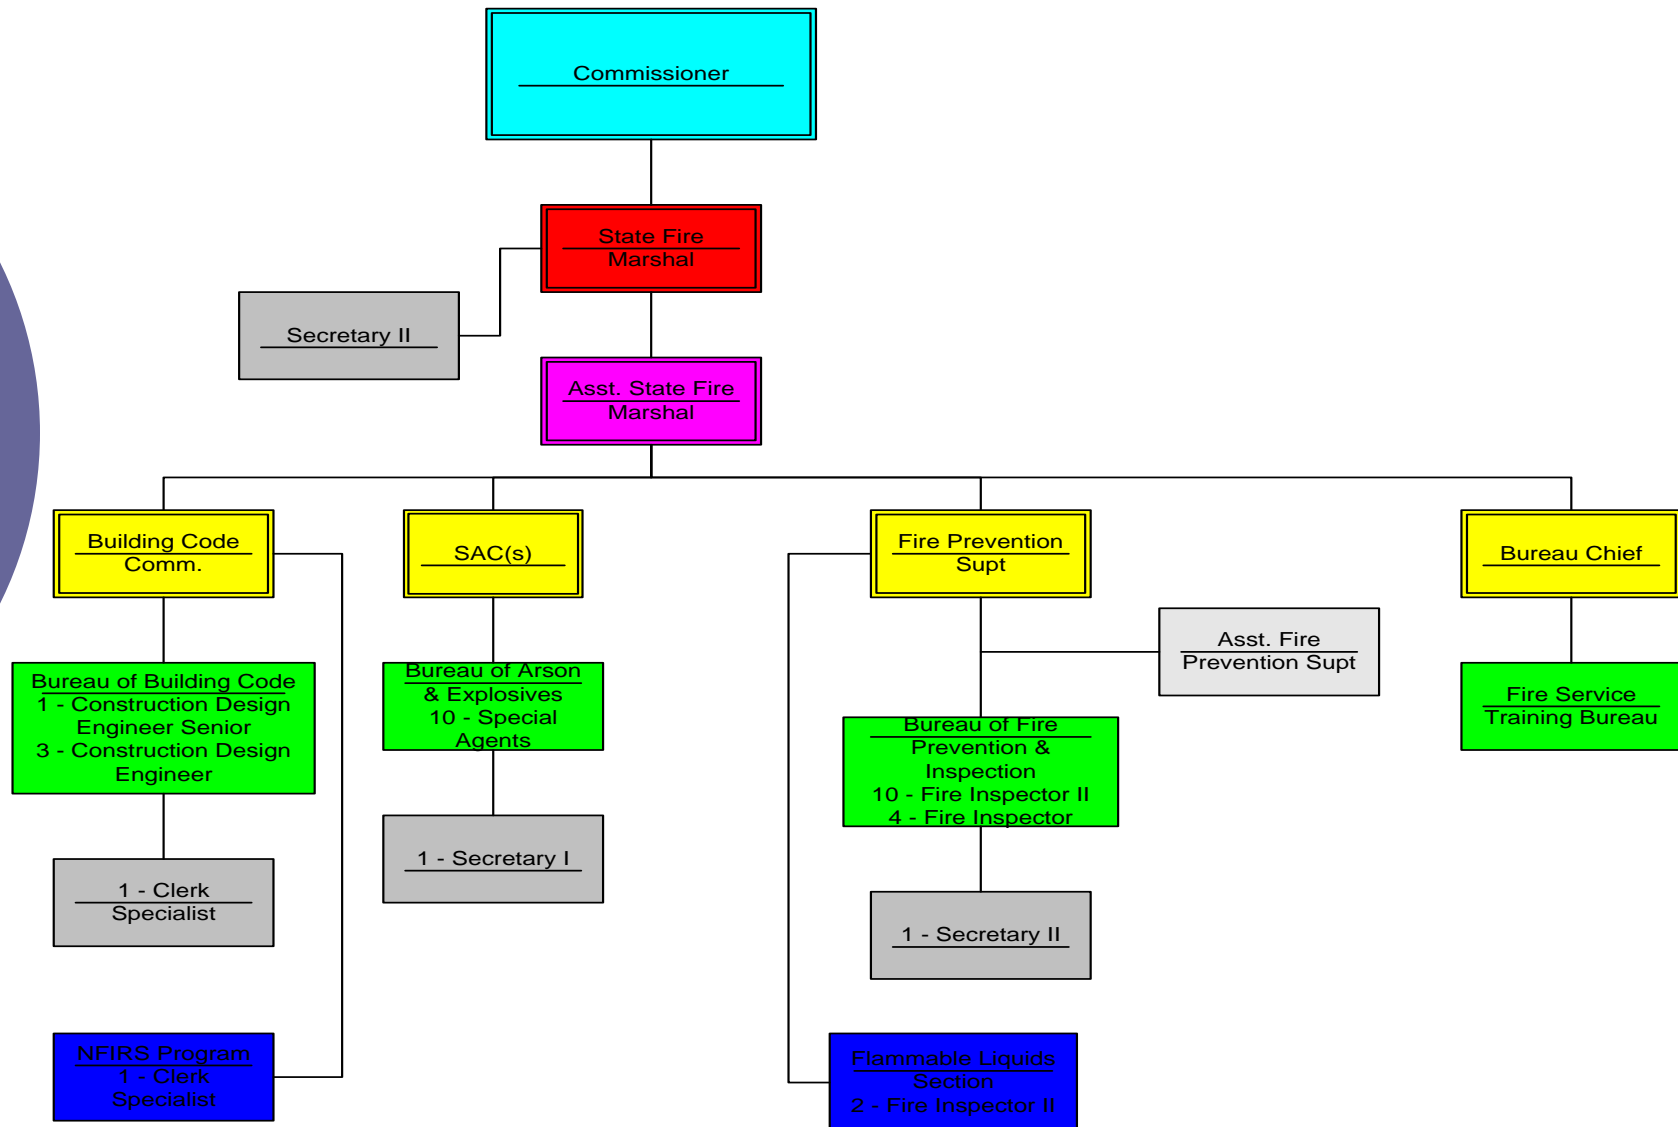 Commissioner
State Fire
Marshal
Secretary II
Asst. State Fire
Marshal
Building Code
Comm.
SAC(s)
Fire Prevention
Supt
Bureau Chief
Asst. Fire
Prevention Supt
Bureau of Building Code
1 - Construction Design
Engineer Senior
3 - Construction Design
Engineer
Bureau of Arson
& Explosives
10 - Special
Agents
Bureau of Fire
Prevention &
Inspection
10 - Fire Inspector II
4 - Fire Inspector
Fire Service
Training Bureau
1 - Clerk
Specialist
1 - Secretary I
1 - Secretary II
NFIRS Program
1 - Clerk
Specialist
Flammable Liquids
Section
2 - Fire Inspector II